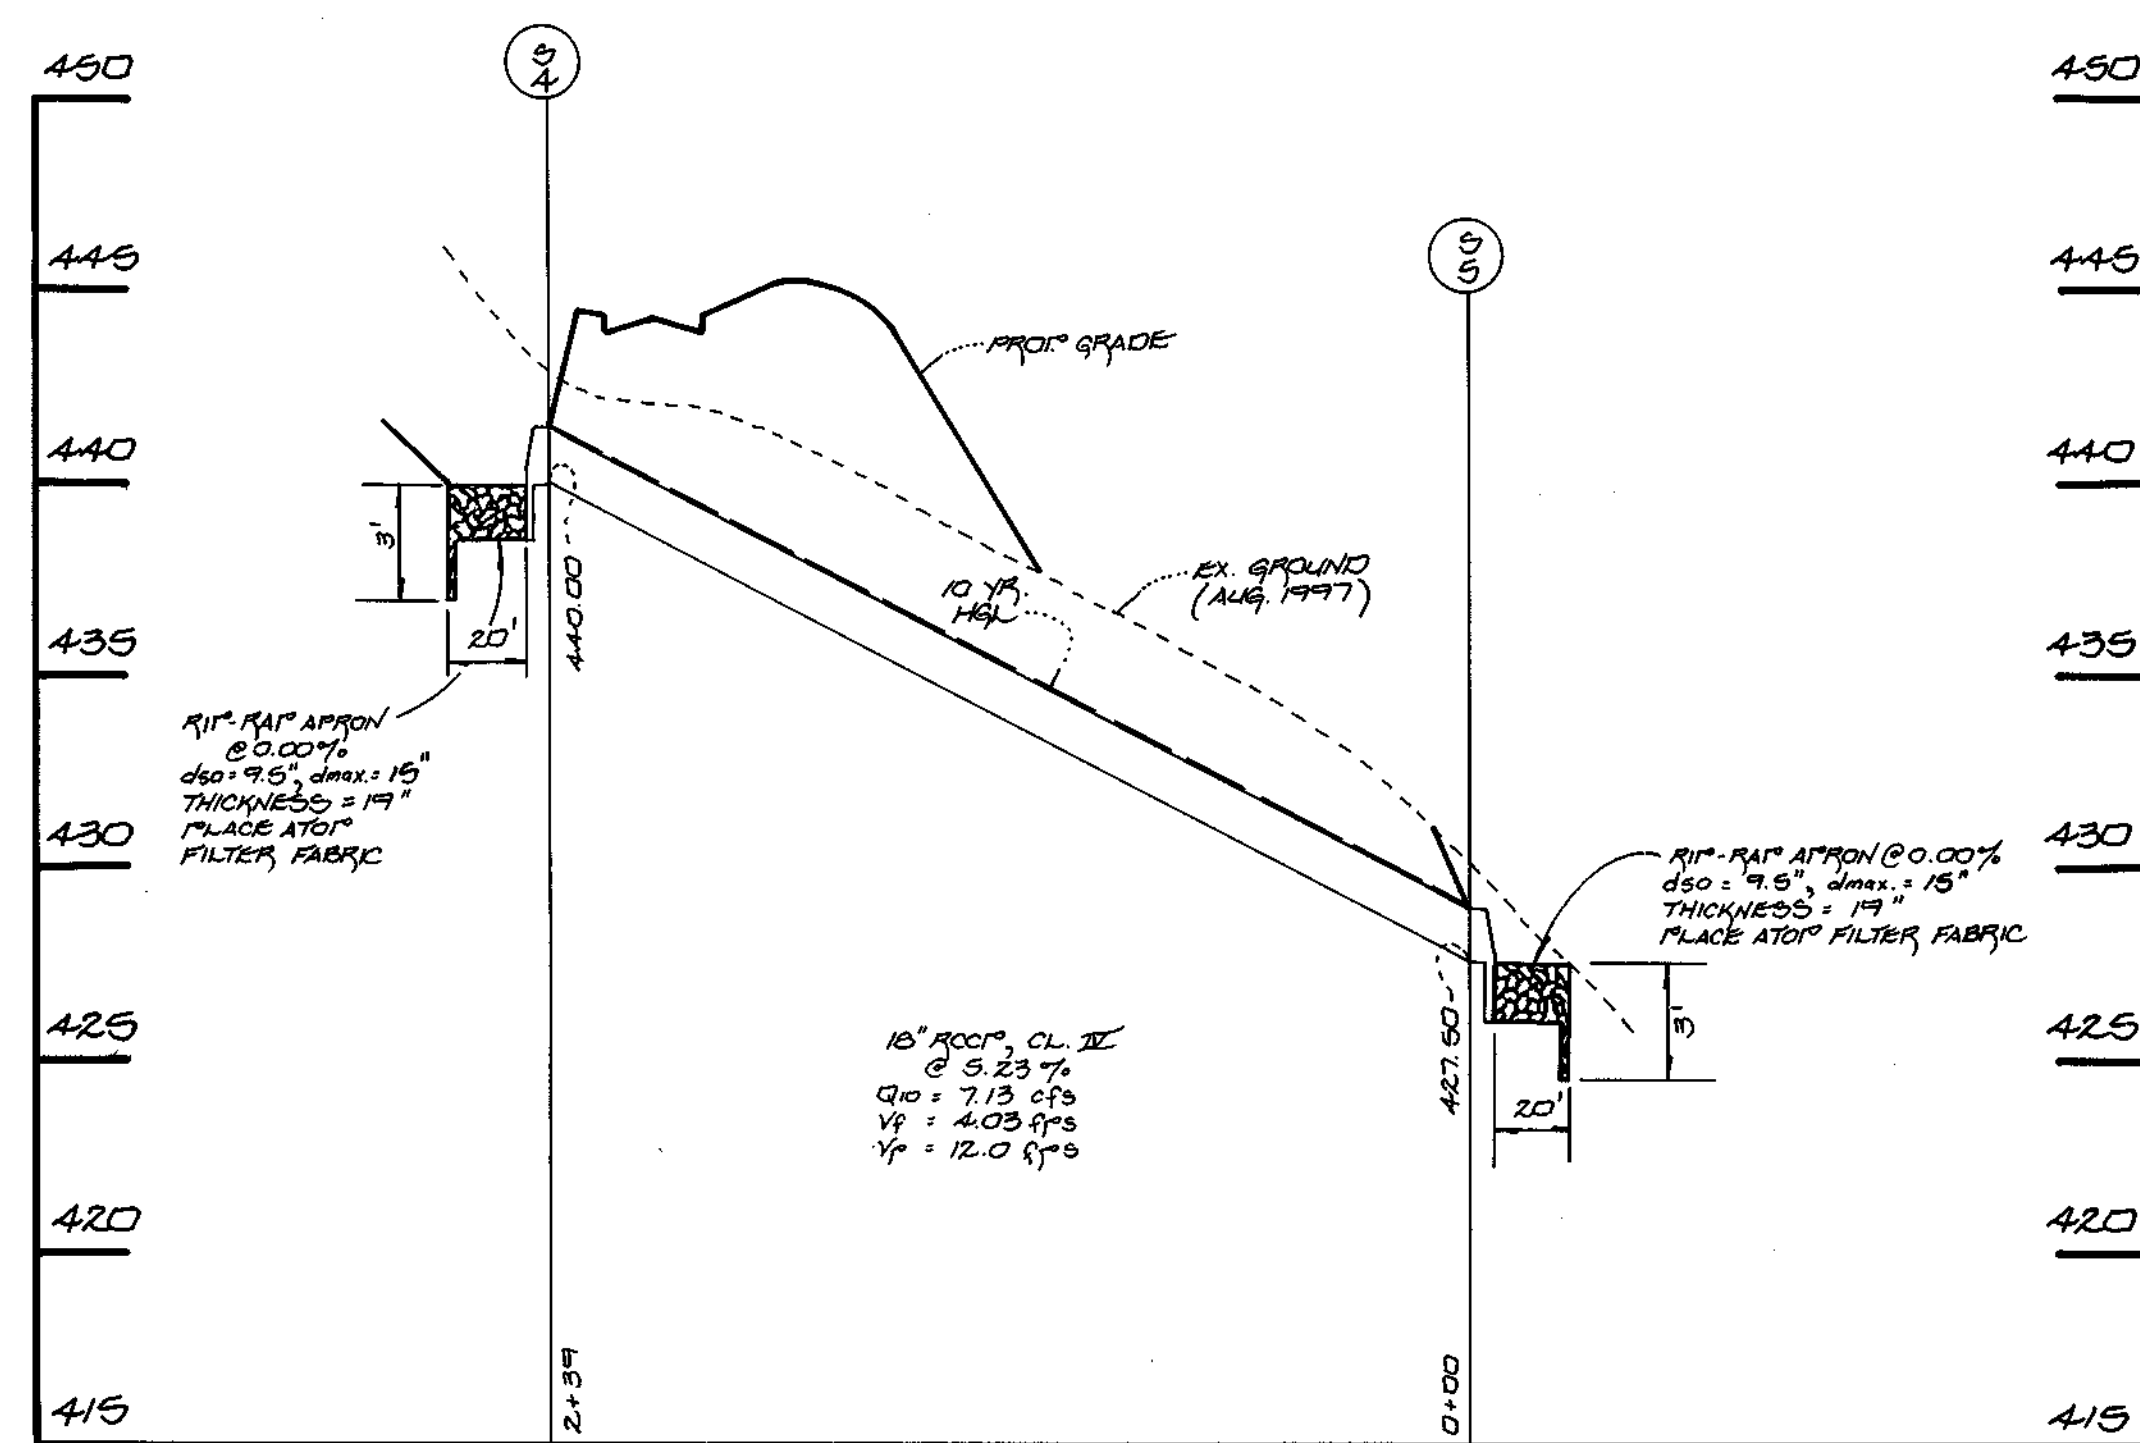 450
445
440
435
430
425
420
415
S
4
S
5
450
445
440
435
430
425
420
415
PROP. GRADE
EX. GROUND
(AUG. 1997)
10 YR.
HGL
3'
20'
440.00
RIP-RAP APRON
@ 0.00%
d50 = 9.5", dmax. = 15"
THICKNESS = 19"
PLACE ATOP
FILTER FABRIC
RIP-RAP APRON @ 0.00%
d50 = 9.5", dmax. = 15"
THICKNESS = 19"
PLACE ATOP FILTER FABRIC
3'
20'
427.50
18" RCCP, CL. IV
@ 5.23%
Q10 = 7.13 cfs
Vf = 4.03 fps
Vp = 12.0 fps
2+39
0+00